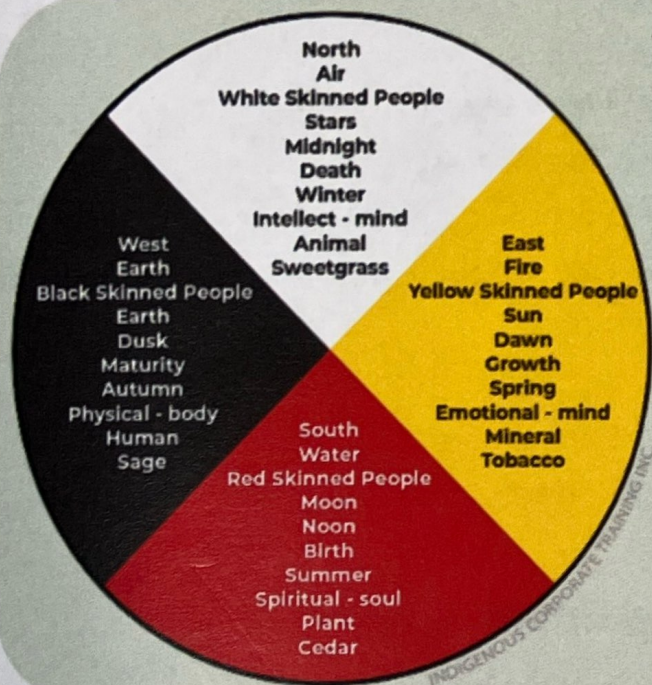 North
Air
White Skinned People
Stars
Midnight
Death
Winter
Intellect - mind
Animal
Sweetgrass
West
Earth
Black Skinned People
Earth
Dusk
Maturity
Autumn
Physical - body
Human
Sage
East
Fire
Yellow Skinned People
Sun
Dawn
Growth
Spring
Emotional - mind
Mineral
Tobacco
South
Water
Red Skinned People
Moon
Noon
Birth
Summer
Spiritual - soul
Plant
Cedar
INDIGENOUS CORPORATE TRAINING INC